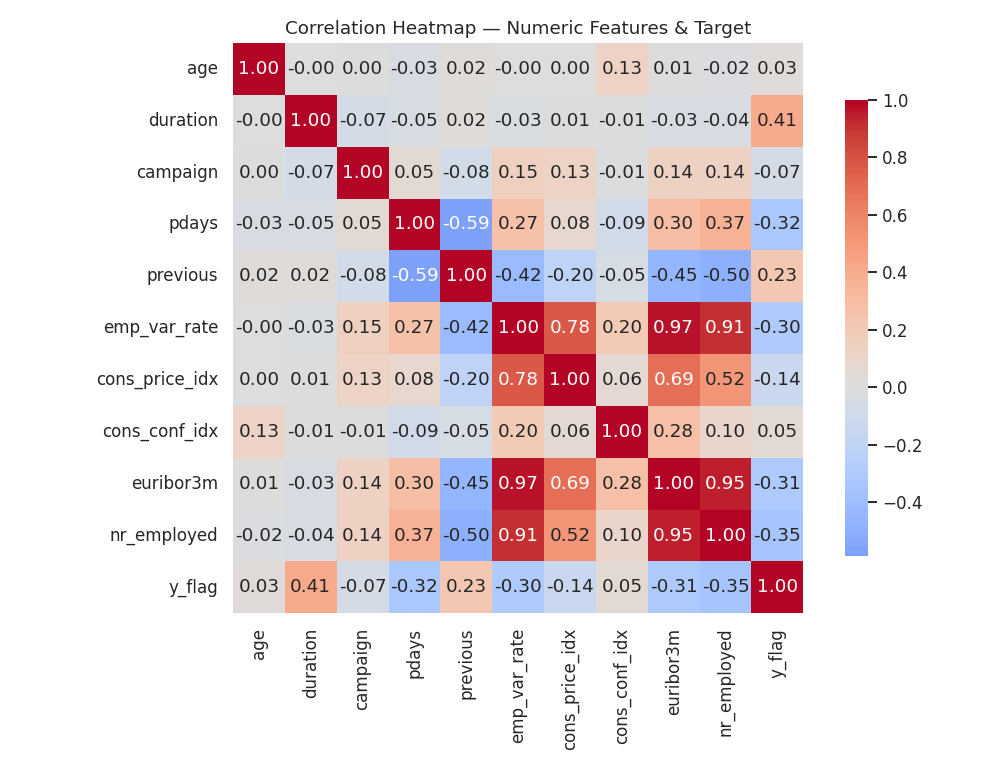 Correlation Heatmap — Numeric Features & Target
age 1.00 -0.00 0.00 -0.03 0.02 -0.00 0.00 0.13 0.01 -0.02 0.03
duration -0.00 1.00 -0.07 -0.05 0.02 -0.03 0.01 -0.01 -0.03 -0.04 0.41
campaign 0.00 -0.07 1.00 0.05 -0.08 0.15 0.13 -0.01 0.14 0.14 -0.07
pdays -0.03 -0.05 0.05 1.00 -0.59 0.27 0.08 -0.09 0.30 0.37 -0.32
previous 0.02 0.02 -0.08 -0.59 1.00 -0.42 -0.20 -0.05 -0.45 -0.50 0.23
emp_var_rate -0.00 -0.03 0.15 0.27 -0.42 1.00 0.78 0.20 0.97 0.91 -0.30
cons_price_idx 0.00 0.01 0.13 0.08 -0.20 0.78 1.00 0.06 0.69 0.52 -0.14
cons_conf_idx 0.13 -0.01 -0.01 -0.09 -0.05 0.20 0.06 1.00 0.28 0.10 0.05
euribor3m 0.01 -0.03 0.14 0.30 -0.45 0.97 0.69 0.28 1.00 0.95 -0.31
nr_employed -0.02 -0.04 0.14 0.37 -0.50 0.91 0.52 0.10 0.95 1.00 -0.35
y_flag 0.03 0.41 -0.07 -0.32 0.23 -0.30 -0.14 0.05 -0.31 -0.35 1.00
age
duration
campaign
pdays
previous
emp_var_rate
cons_price_idx
cons_conf_idx
euribor3m
nr_employed
y_flag
1.0
0.8
0.6
0.4
0.2
0.0
−0.2
−0.4